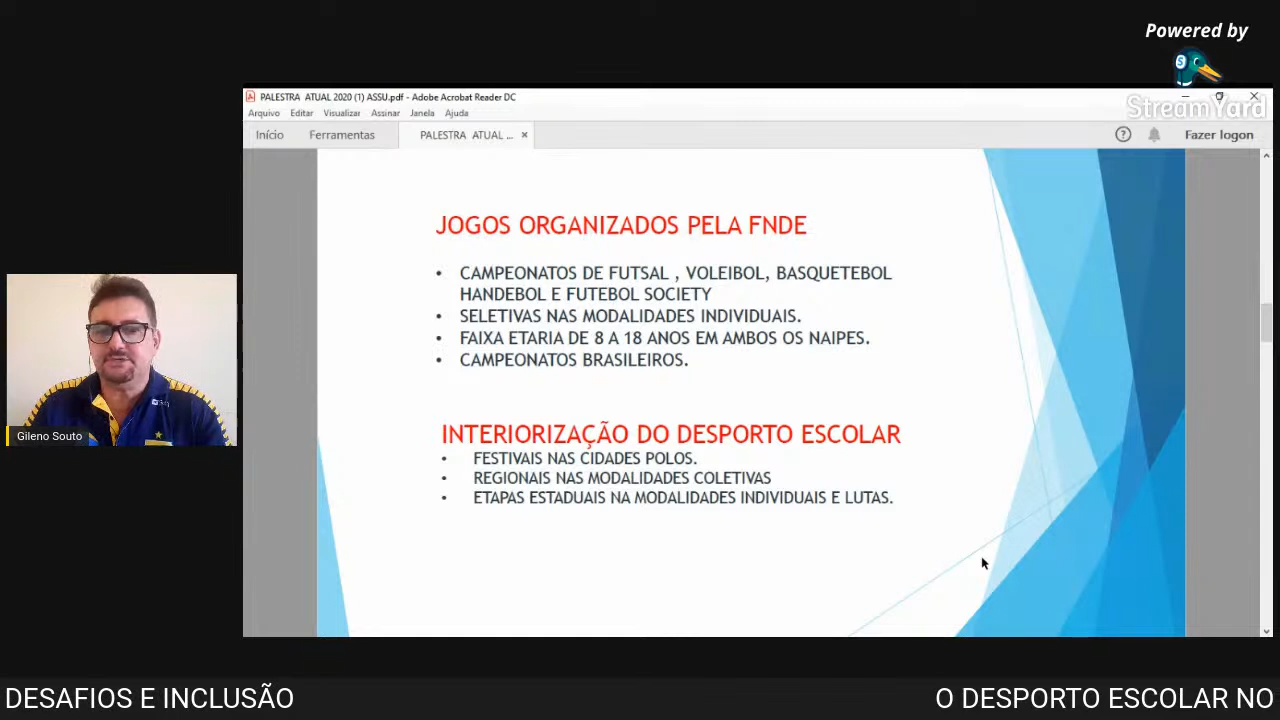 Powered by
StreamYard
PALESTRA ATUAL 2020 (1) ASSU.pdf - Adobe Acrobat Reader DC
Arquivo Editar Visualizar Assinar Janela Ajuda
Início Ferramentas PALESTRA ATUAL ... × Fazer logon
JOGOS ORGANIZADOS PELA FNDE
• CAMPEONATOS DE FUTSAL , VOLEIBOL, BASQUETEBOL
HANDEBOL E FUTEBOL SOCIETY
• SELETIVAS NAS MODALIDADES INDIVIDUAIS.
• FAIXA ETARIA DE 8 A 18 ANOS EM AMBOS OS NAIPES.
• CAMPEONATOS BRASILEIROS.
INTERIORIZAÇÃO DO DESPORTO ESCOLAR
• FESTIVAIS NAS CIDADES POLOS.
• REGIONAIS NAS MODALIDADES COLETIVAS
• ETAPAS ESTADUAIS NA MODALIDADES INDIVIDUAIS E LUTAS.
Gileno Souto
DESAFIOS E INCLUSÃO O DESPORTO ESCOLAR NO